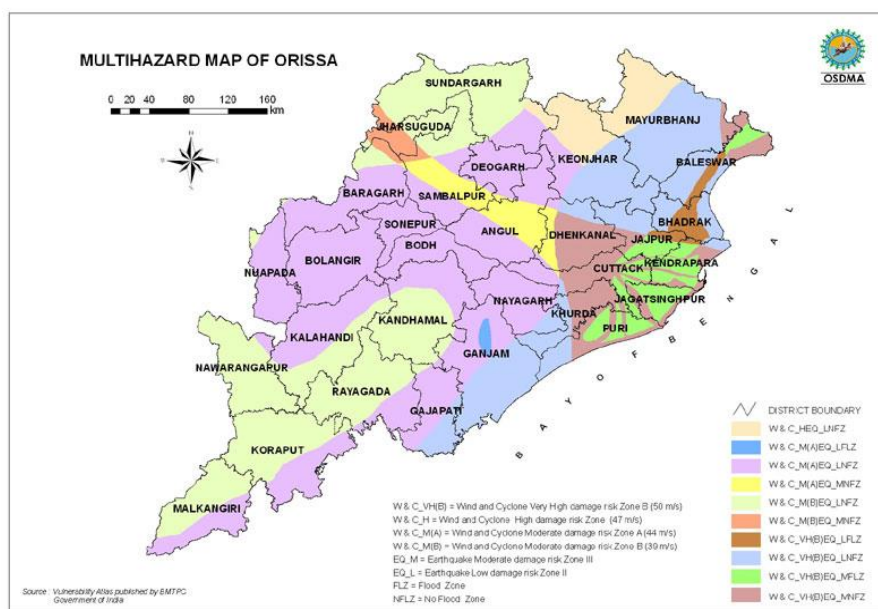 MULTIHAZARD MAP OF ORISSA
OSDMA
0 20 40 80 120 160
km
SUNDARGARH
JHARSUGUDA
MAYURBHANJ
DEOGARH
KEONJHAR
BALESWAR
BARAGARH
SAMBALPUR
BHADRAK
SONEPUR
ANGUL
DHENKANAL
JAJPUR
BODH
BOLANGIR
CUTTACK
KENDRAPARA
NUAPADA
NAYAGARH
JAGATSINGHPUR
KHURDA
PURI
KANDHAMAL
KALAHANDI
GANJAM
NAWARANGAPUR
RAYAGADA
GAJAPATI
KORAPUT
MALKANGIRI
BAY OF BENGAL
DISTRICT BOUNDARY
W & C_HEQ_LNFZ
W & C_M(A)EQ_LFLZ
W & C_M(A)EQ_LNFZ
W & C_M(A)EQ_MNFZ
W & C_M(B)EQ_LNFZ
W & C_M(B)EQ_MNFZ
W & C_VH(B)EQ_LFLZ
W & C_VH(B)EQ_LNFZ
W & C_VH(B)EQ_MFLZ
W & C_VH(B)EQ_MNFZ
W & C_VH(B) = Wind and Cyclone Very High damage risk Zone B (50 m/s)
W & C_H = Wind and Cyclone High damage risk Zone (47 m/s)
W & C_M(A) = Wind and Cyclone Moderate damage risk Zone A (44 m/s)
W & C_M(B) = Wind and Cyclone Moderate damage risk Zone B (39 m/s)
EQ_M = Earthquake Moderate damage risk Zone III
EQ_L = Earthquake Low damage risk Zone II
FLZ = Flood Zone
NFLZ = No Flood Zone
Source : Vulnerability Atlas published by BMTPC
Government of India